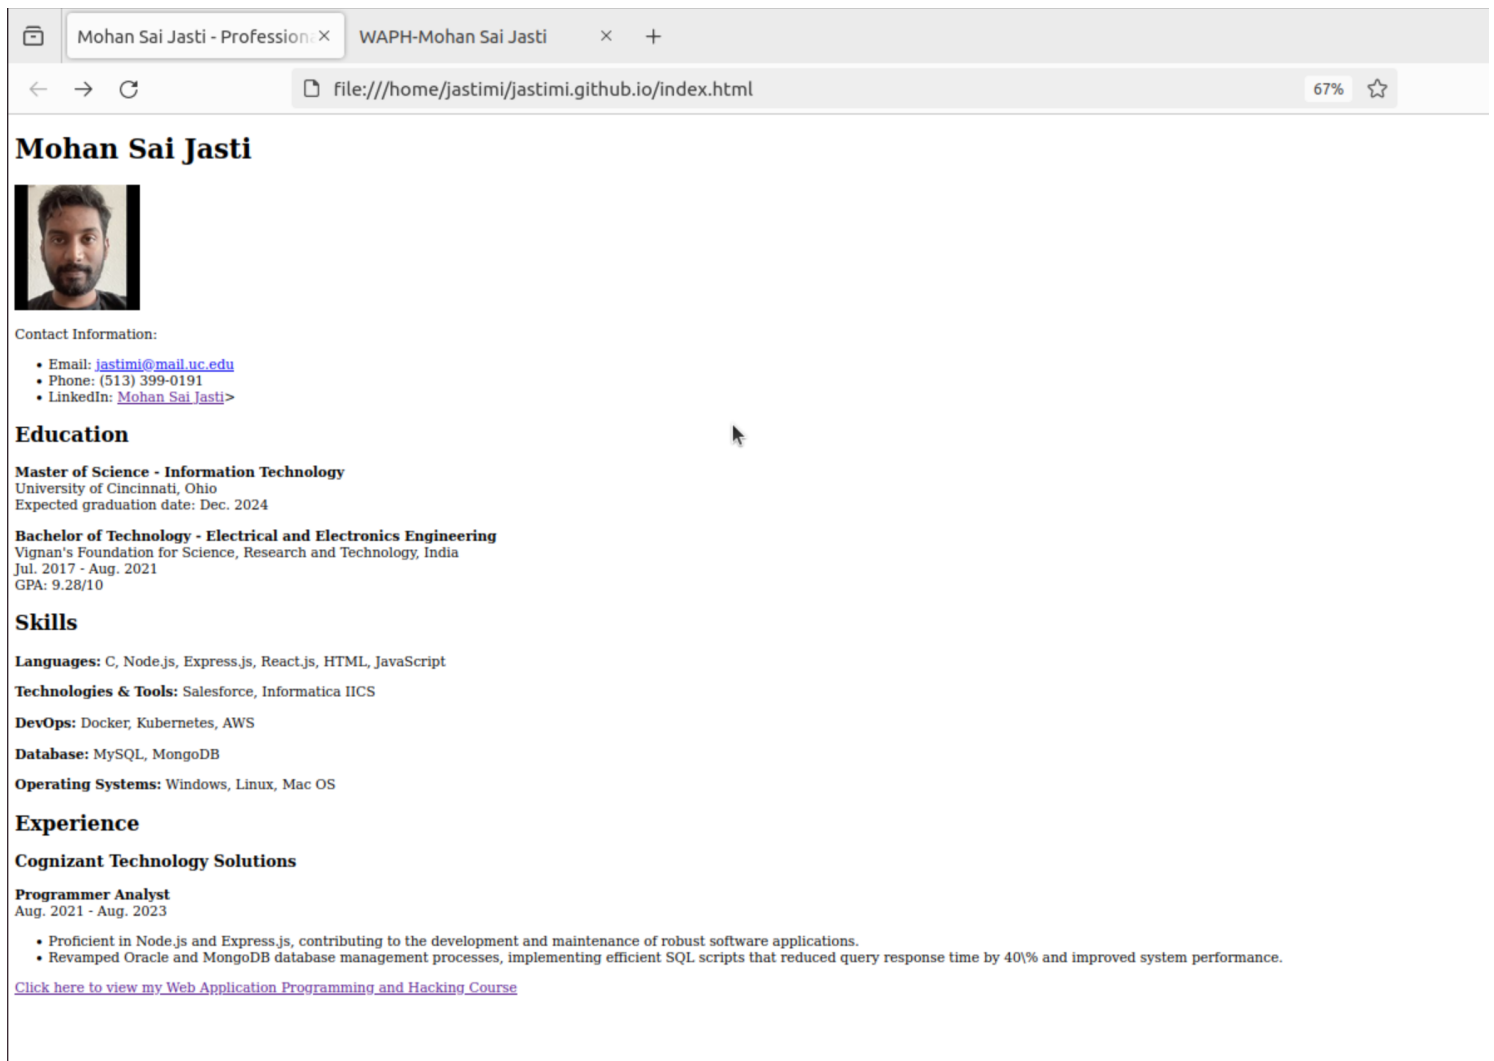 Mohan Sai Jasti - Profession
WAPH-Mohan Sai Jasti
file:///home/jastimi/jastimi.github.io/index.html
67%
Mohan Sai Jasti
Contact Information:
• Email: jastimi@mail.uc.edu
• Phone: (513) 399-0191
• LinkedIn: Mohan Sai Jasti>
Education
Master of Science - Information Technology
University of Cincinnati, Ohio
Expected graduation date: Dec. 2024
Bachelor of Technology - Electrical and Electronics Engineering
Vignan's Foundation for Science, Research and Technology, India
Jul. 2017 - Aug. 2021
GPA: 9.28/10
Skills
Languages: C, Node.js, Express.js, React.js, HTML, JavaScript
Technologies & Tools: Salesforce, Informatica IICS
DevOps: Docker, Kubernetes, AWS
Database: MySQL, MongoDB
Operating Systems: Windows, Linux, Mac OS
Experience
Cognizant Technology Solutions
Programmer Analyst
Aug. 2021 - Aug. 2023
• Proficient in Node.js and Express.js, contributing to the development and maintenance of robust software applications.
• Revamped Oracle and MongoDB database management processes, implementing efficient SQL scripts that reduced query response time by 40\% and improved system performance.
Click here to view my Web Application Programming and Hacking Course